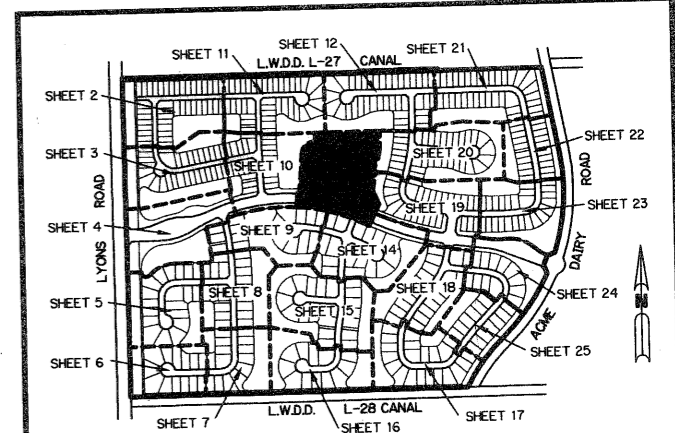 SHEET 11
SHEET 12
L.W.D.D. L-27 CANAL
SHEET 21
SHEET 2
SHEET 22
SHEET 3
SHEET 10
SHEET 20
LYONS ROAD
ROAD
SHEET 4
SHEET 19
SHEET 23
SHEET 9
SHEET 14
ACME DAIRY
N
SHEET 5
SHEET 8
SHEET 18
SHEET 24
SHEET 15
SHEET 25
SHEET 6
SHEET 7
L.W.D.D. L-28 CANAL
SHEET 17
SHEET 16